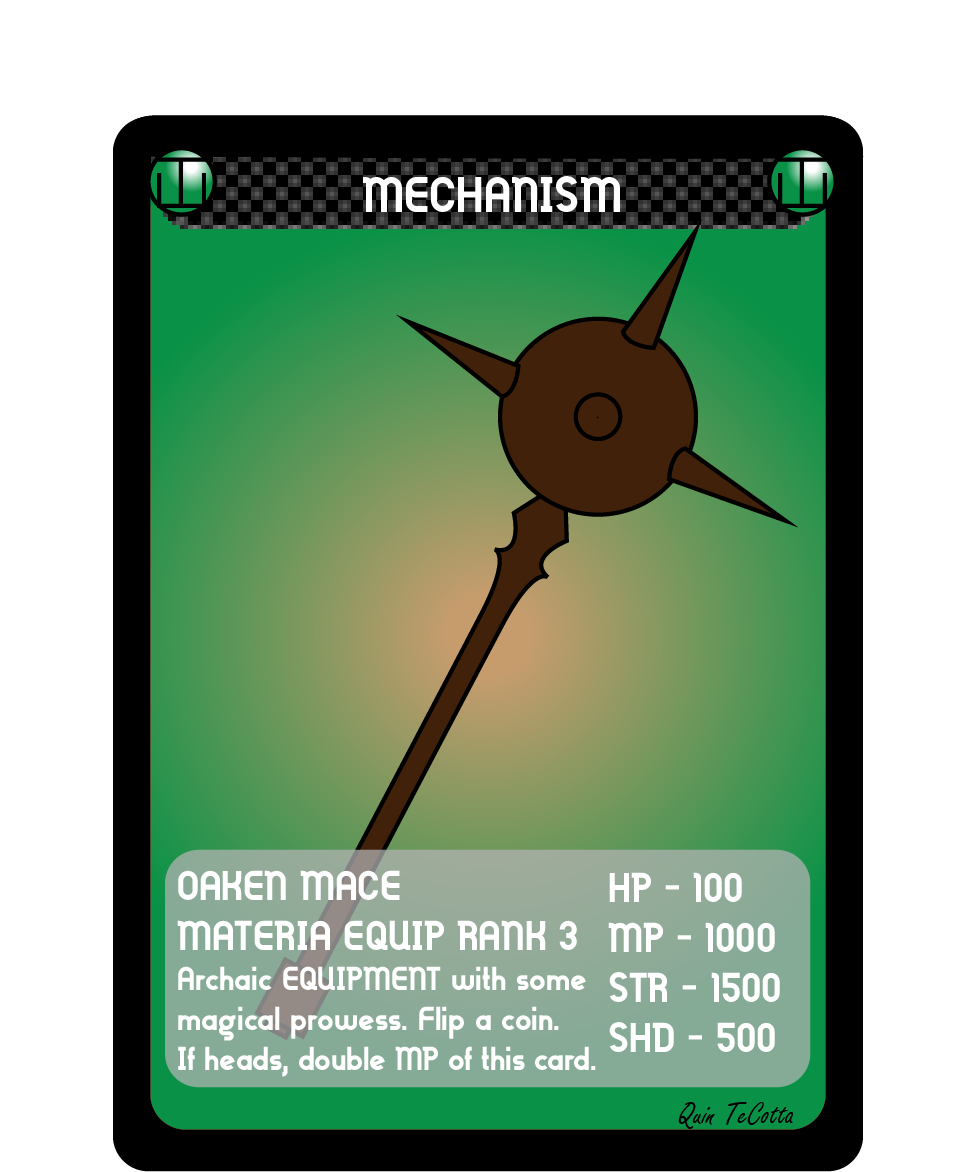 MECHANISM
OAKEN MACE
MATERIA EQUIP RANK 3
Archaic EQUIPMENT with some
magical prowess. Flip a coin.
If heads, double MP of this card.
HP - 100
MP - 1000
STR - 1500
SHD - 500
Quin TeCotta